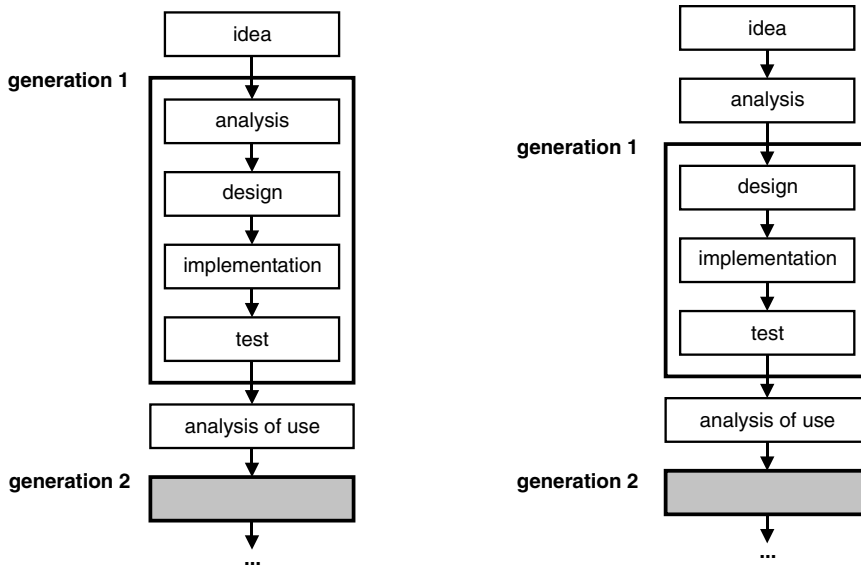 idea
generation 1
analysis
design
implementation
test
analysis of use
generation 2
...
idea
analysis
generation 1
design
implementation
test
analysis of use
generation 2
...